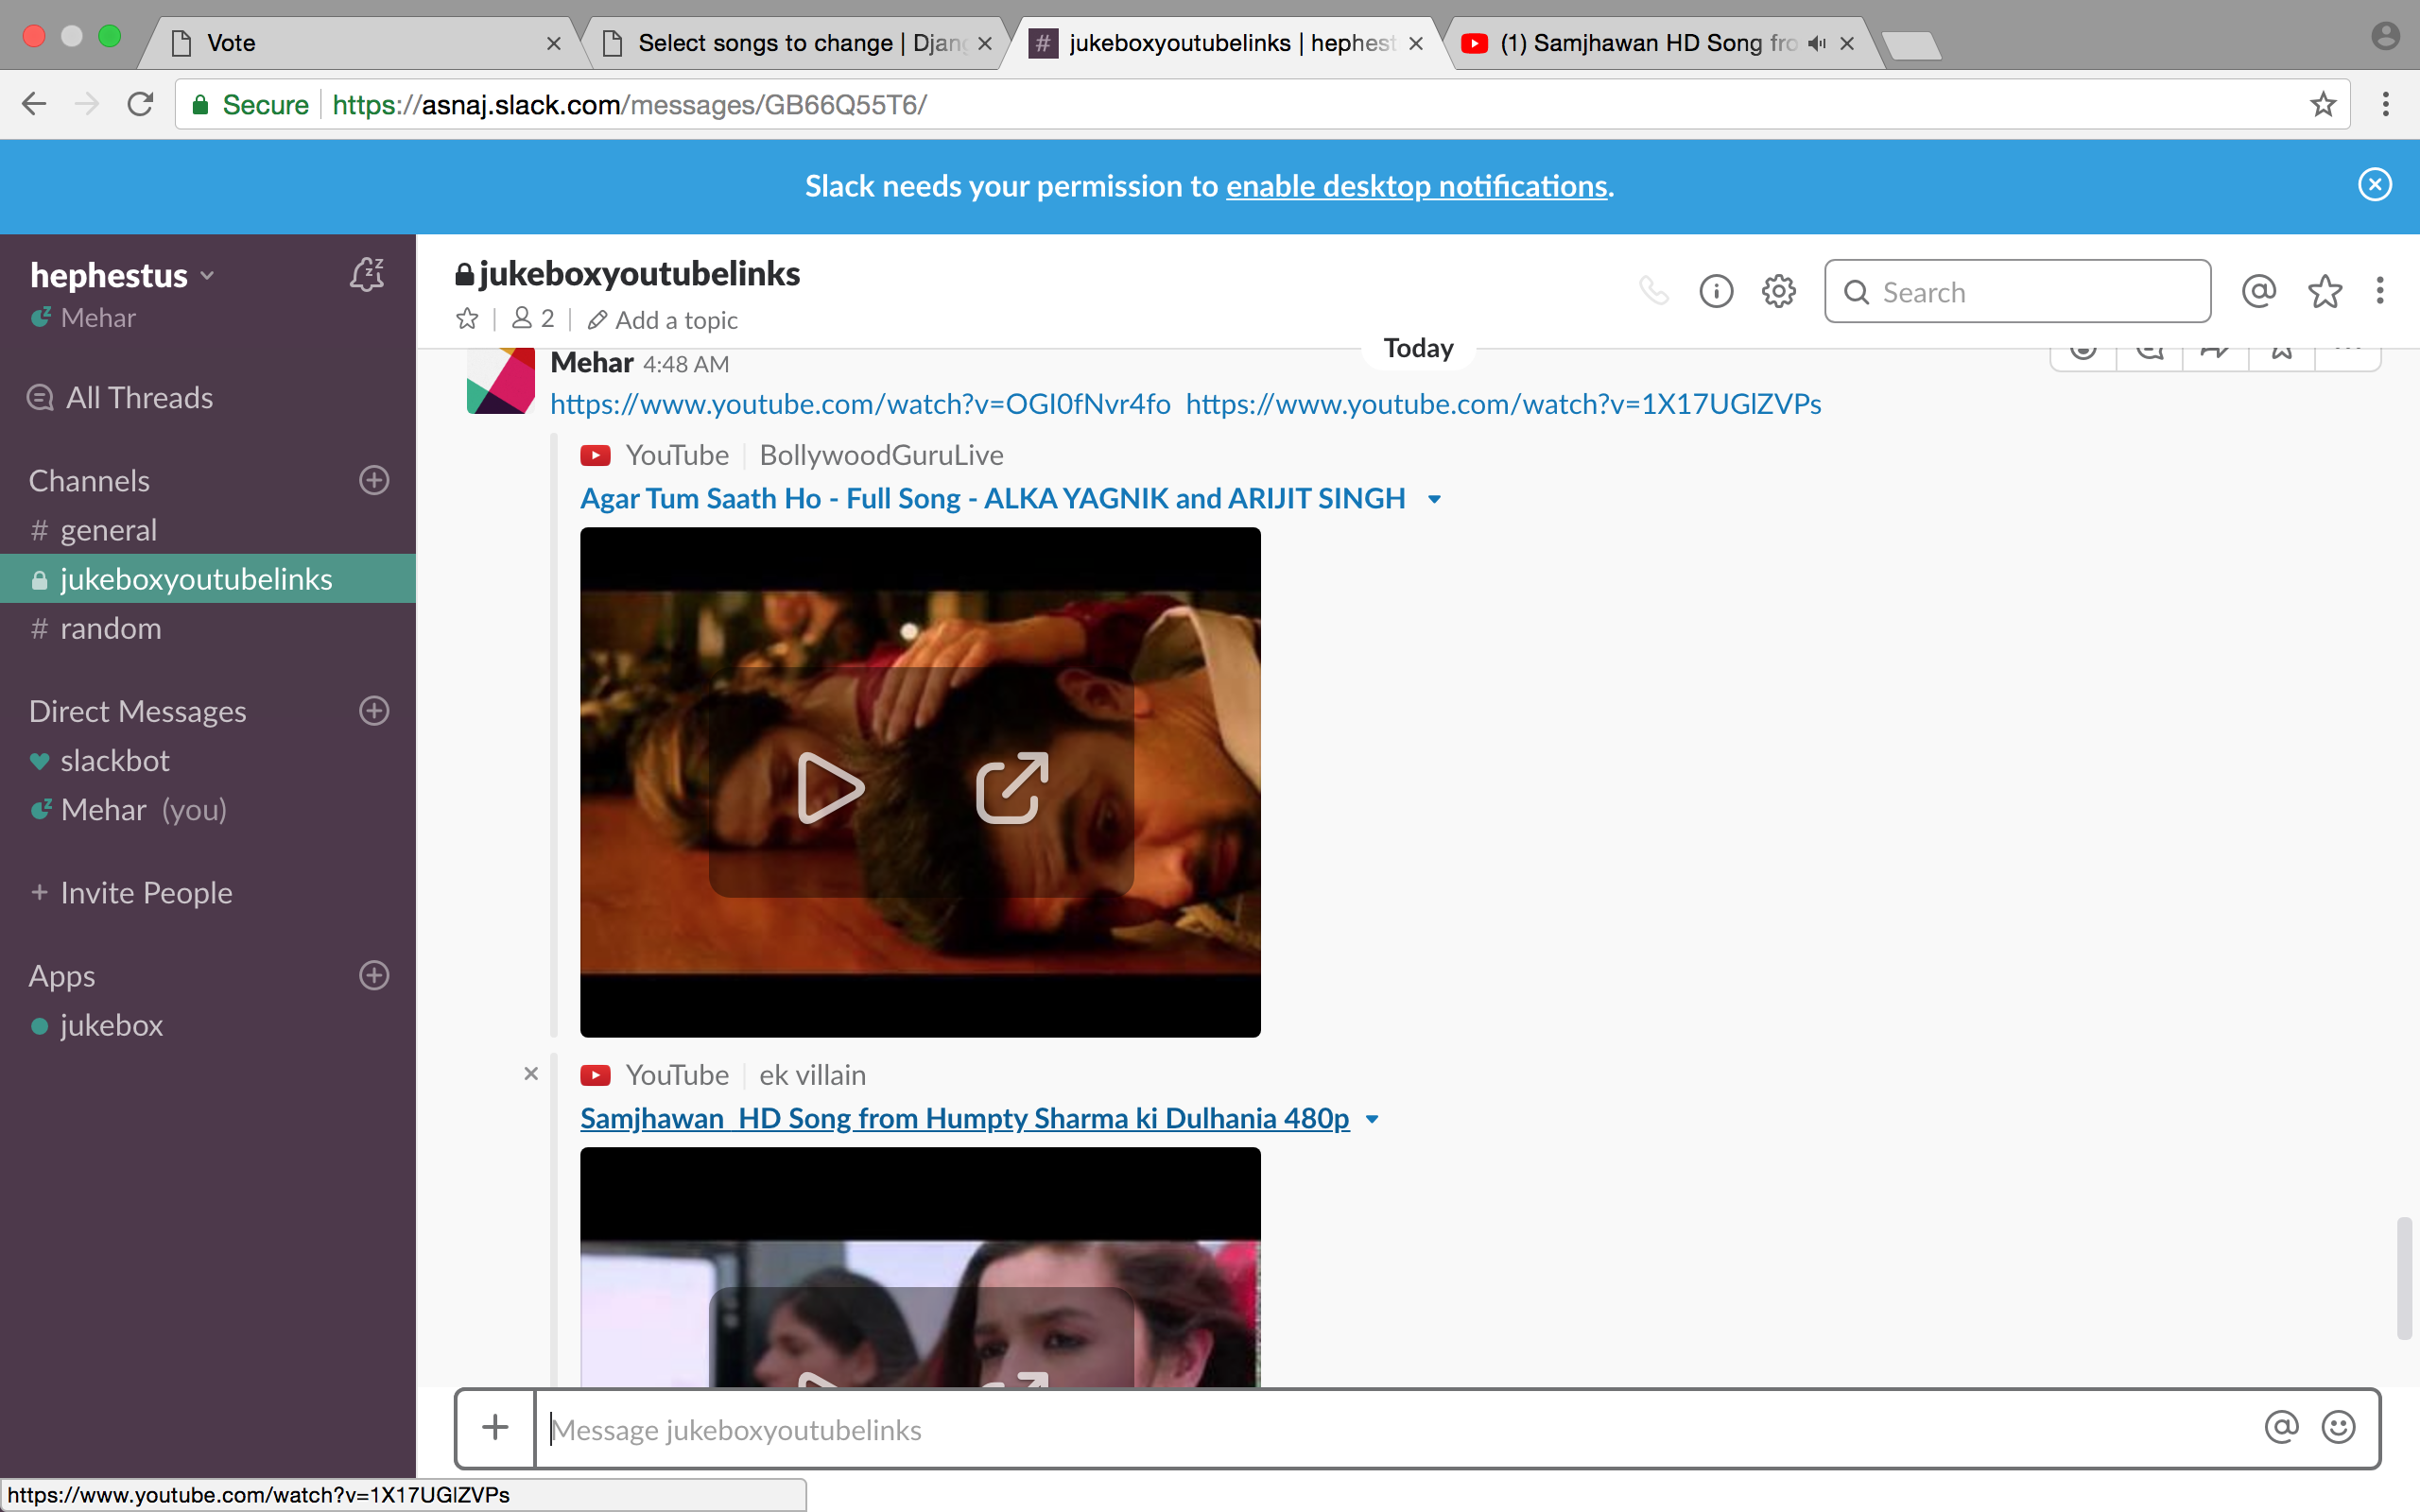 Vote
Select songs to change | Djang
# jukeboxyoutubelinks | hephest
(1) Samjhawan HD Song fro
Secure https://asnaj.slack.com/messages/GB66Q55T6/
Slack needs your permission to enable desktop notifications.
hephestus
Mehar
All Threads
Channels
# general
jukeboxyoutubelinks
# random
Direct Messages
slackbot
Mehar (you)
+ Invite People
Apps
jukebox
jukeboxyoutubelinks
2 Add a topic
Search
Today
Mehar 4:48 AM
https://www.youtube.com/watch?v=OGI0fNvr4fo https://www.youtube.com/watch?v=1X17UGlZVPs
YouTube BollywoodGuruLive
Agar Tum Saath Ho - Full Song - ALKA YAGNIK and ARIJIT SINGH
YouTube ek villain
Samjhawan HD Song from Humpty Sharma ki Dulhania 480p
Message jukeboxyoutubelinks
https://www.youtube.com/watch?v=1X17UGlZVPs